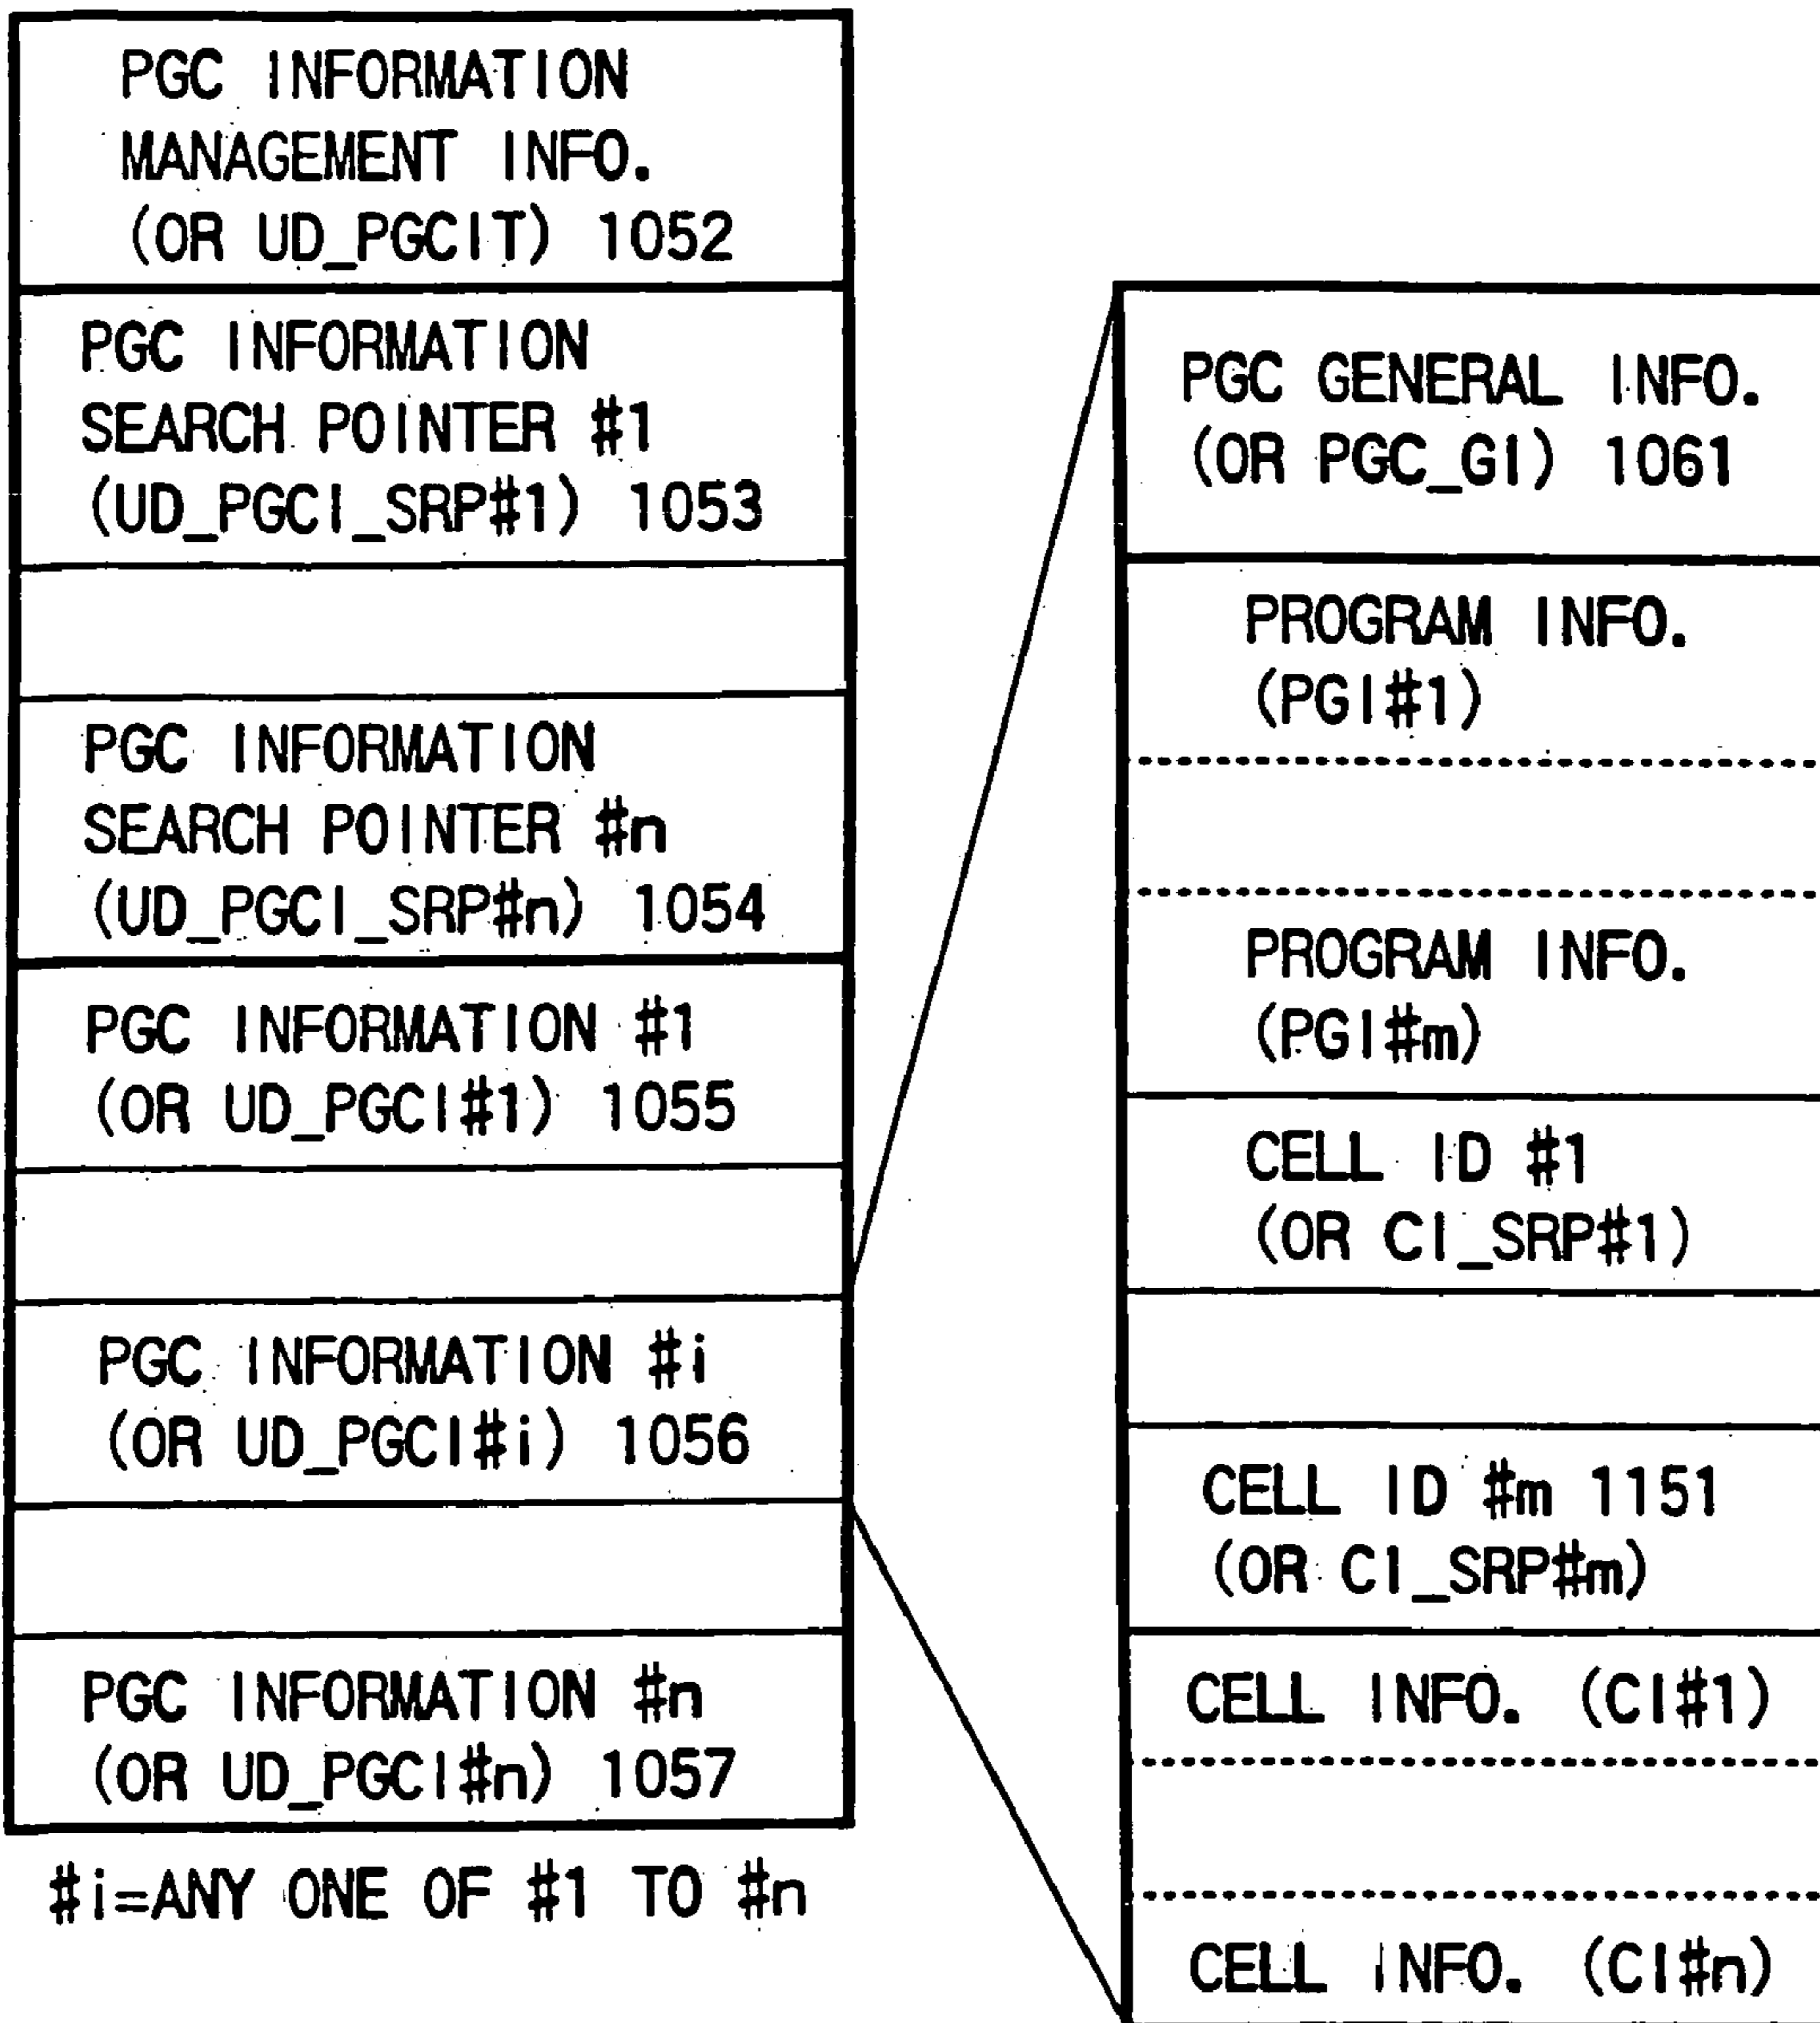 PGC INFORMATION
MANAGEMENT INFO.
(OR UD_PGCIT) 1052
PGC INFORMATION
SEARCH POINTER #1
(UD_PGCI_SRP#1) 1053
PGC INFORMATION
SEARCH POINTER #n
(UD_PGCI_SRP#n) 1054
PGC INFORMATION #1
(OR UD_PGCI#1) 1055
PGC INFORMATION #i
(OR UD_PGCI#i) 1056
PGC INFORMATION #n
(OR UD_PGCI#n) 1057
#i=ANY ONE OF #1 TO #n
PGC GENERAL INFO.
(OR PGC_GI) 1061
PROGRAM INFO.
(PGI#1)
PROGRAM INFO.
(PGI#m)
CELL ID #1
(OR CI_SRP#1)
CELL ID #m 1151
(OR CI_SRP#m)
CELL INFO. (CI#1)
CELL INFO. (CI#n)